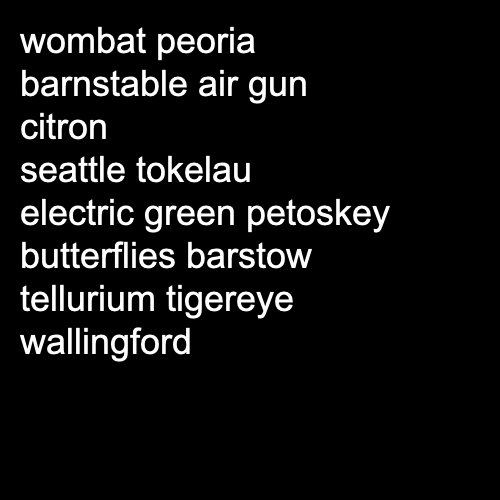 wombat peoria
barnstable air gun
citron
seattle tokelau
electric green petoskey
butterflies barstow
tellurium tigereye
wallingford